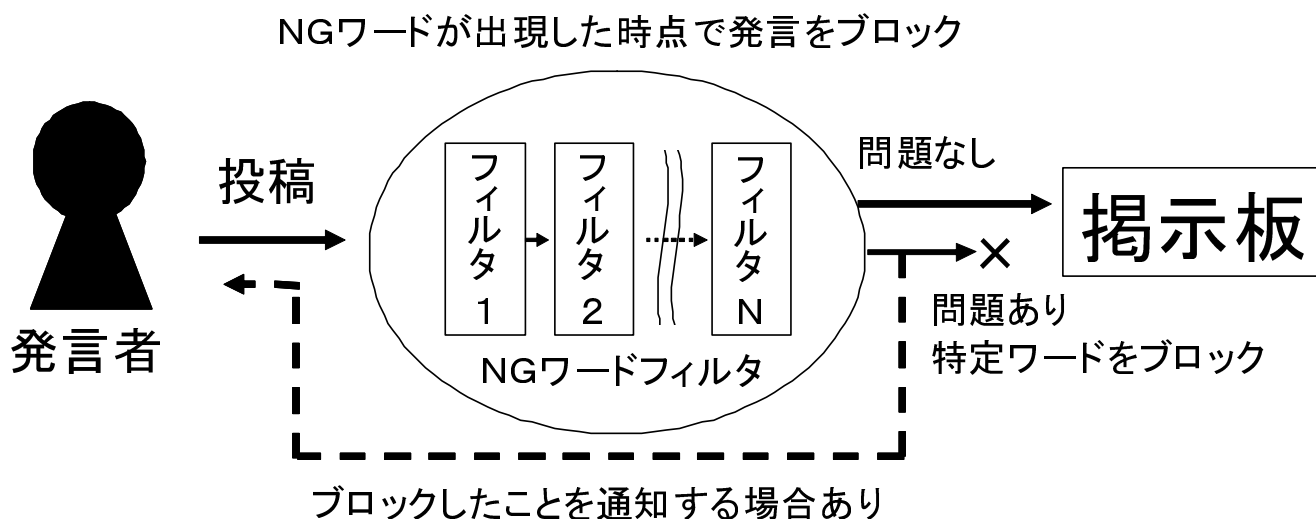 NGワードが出現した時点で発言をブロック
発言者
投稿
フィルタ1
フィルタ2
フィルタN
NGワードフィルタ
問題なし
掲示板
×
問題あり
特定ワードをブロック
ブロックしたことを通知する場合あり